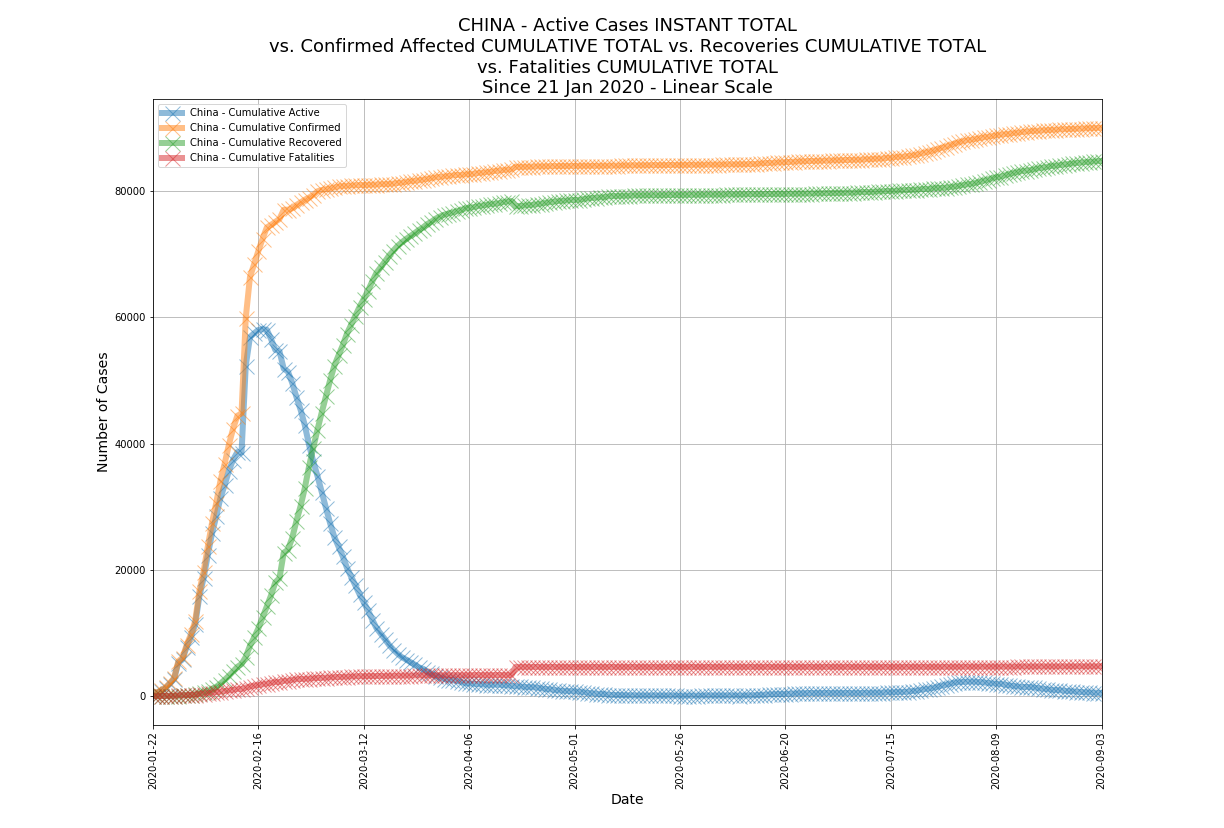 CHINA - Active Cases INSTANT TOTAL
vs. Confirmed Affected CUMULATIVE TOTAL vs. Recoveries CUMULATIVE TOTAL
vs. Fatalities CUMULATIVE TOTAL
Since 21 Jan 2020 - Linear Scale
China - Cumulative Active
China - Cumulative Confirmed
China - Cumulative Recovered
China - Cumulative Fatalities
Number of Cases
80000
60000
40000
20000
0
2020-01-22
2020-02-16
2020-03-12
2020-04-06
2020-05-01
2020-05-26
2020-06-20
2020-07-15
2020-08-09
2020-09-03
Date